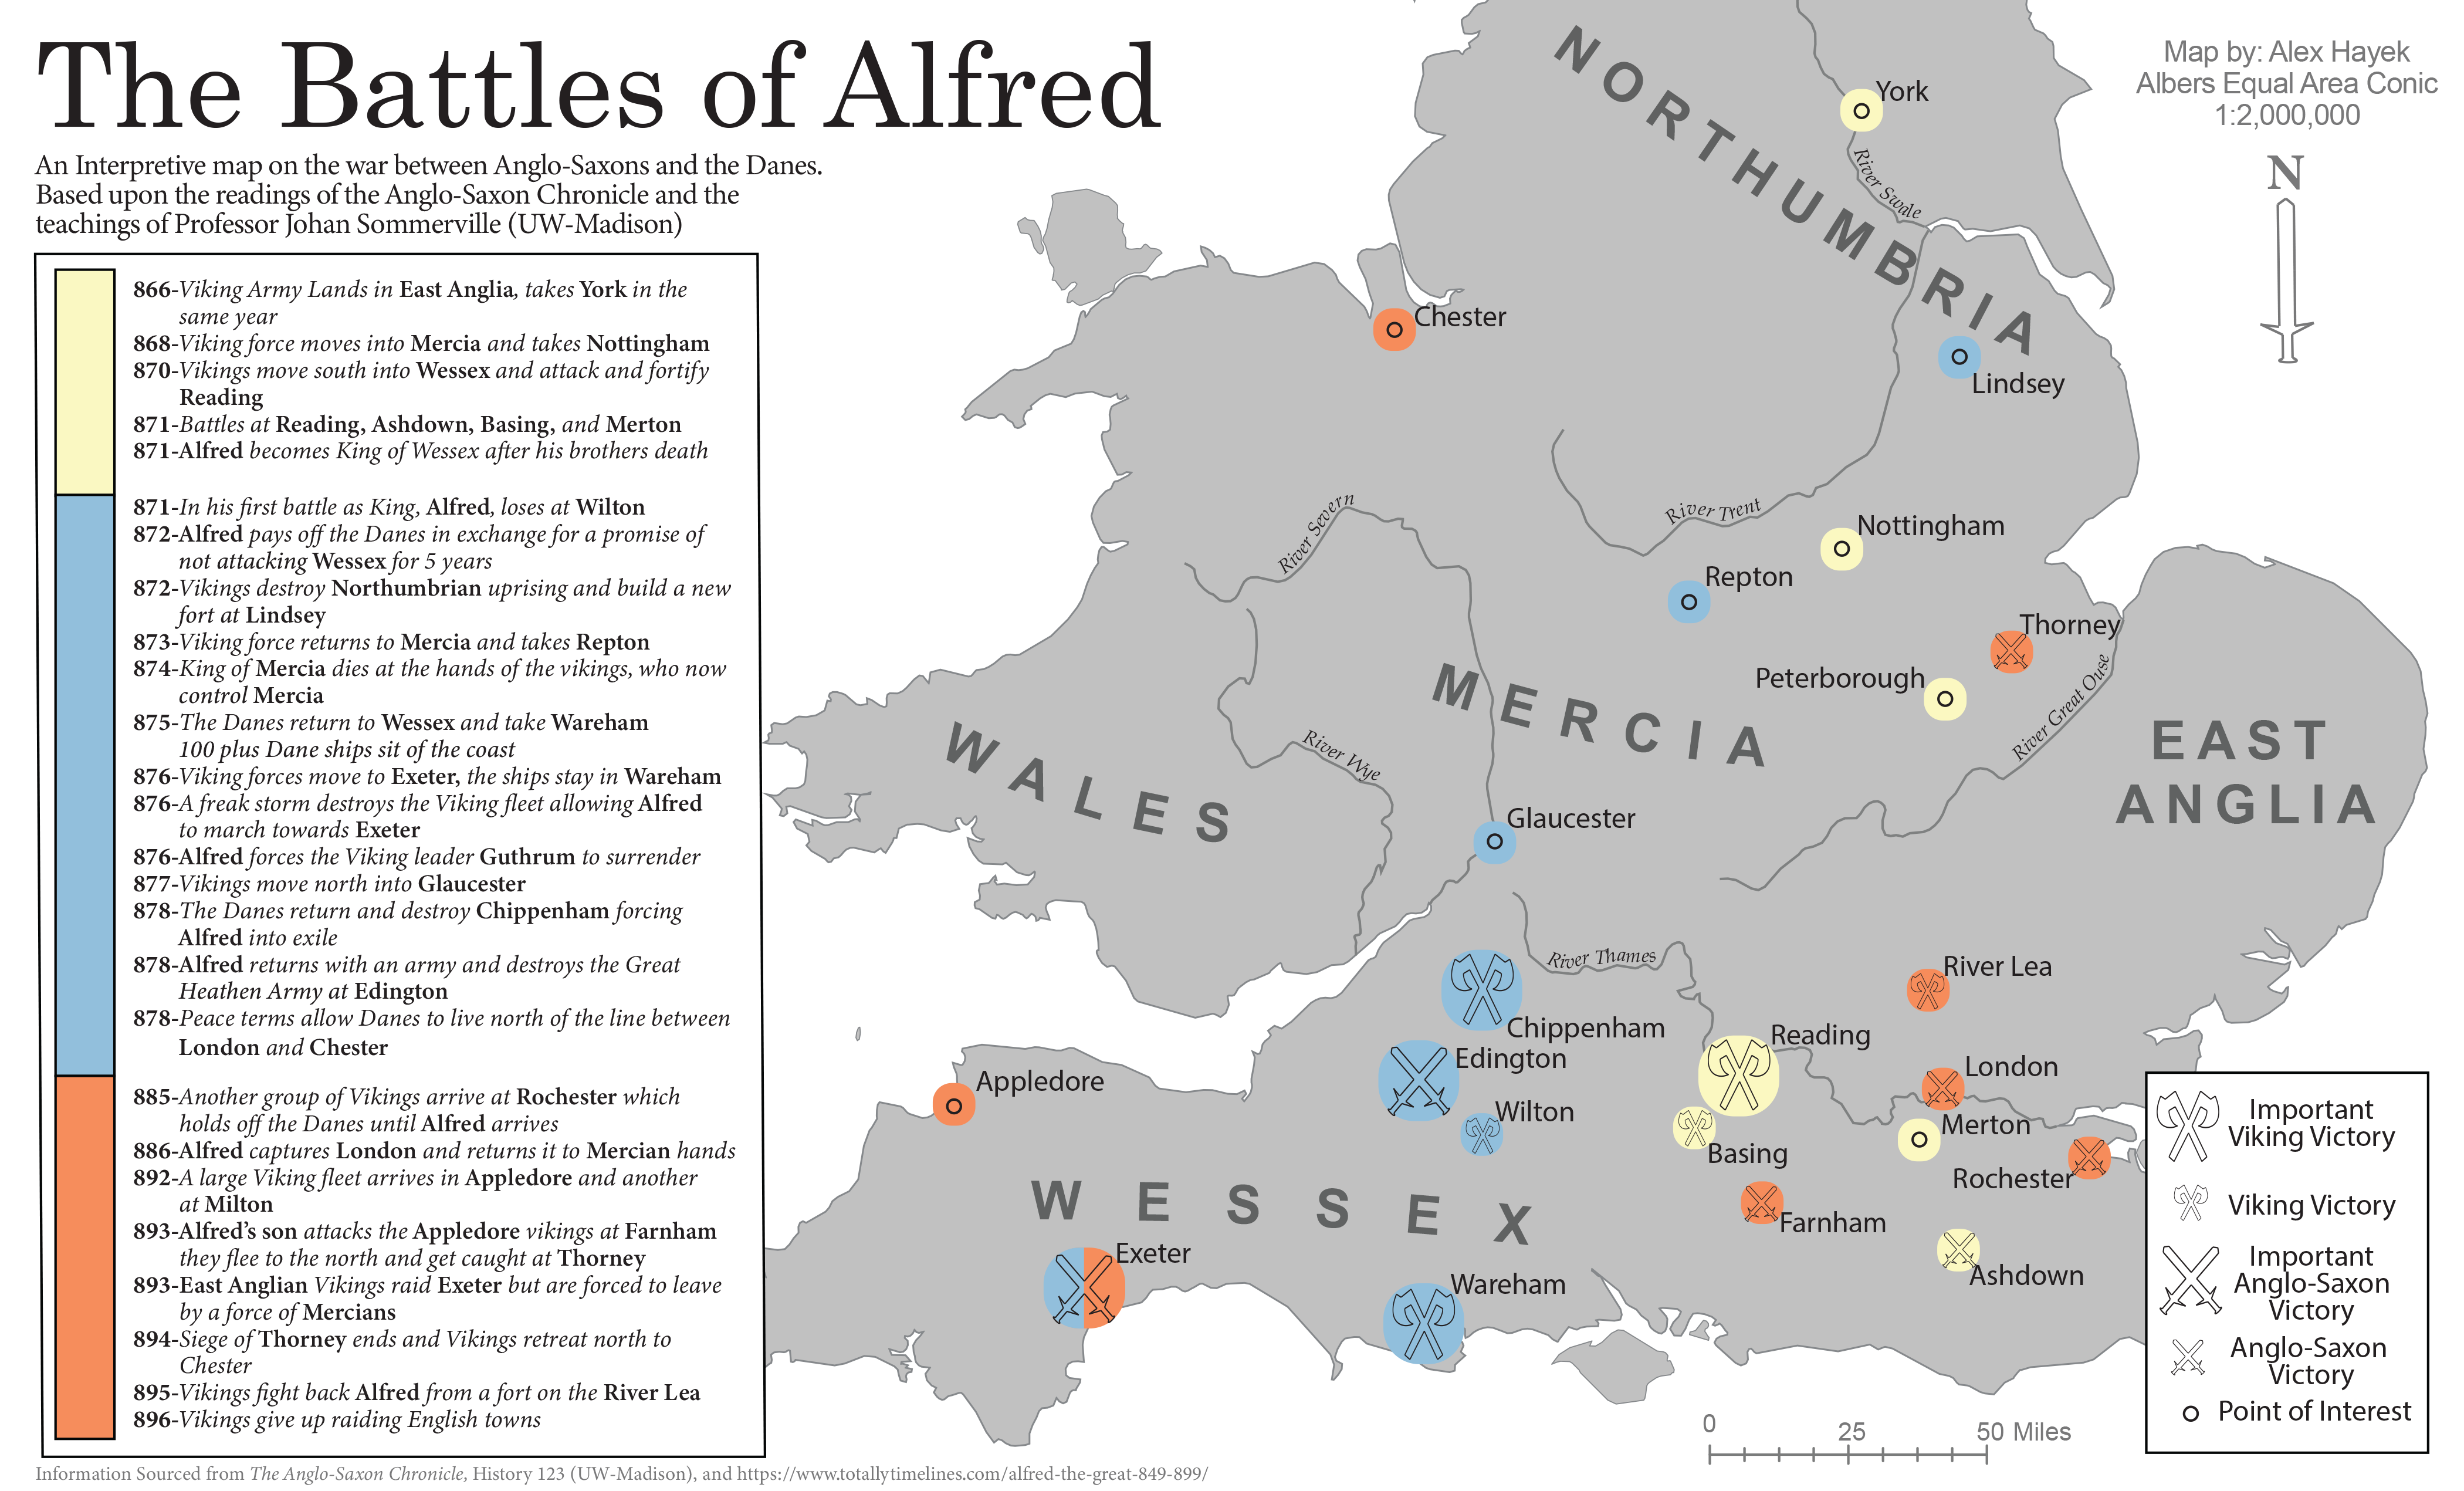 The Battles of Alfred
An Interpretive map on the war between Anglo-Saxons and the Danes.
Based upon the readings of the Anglo-Saxon Chronicle and the
teachings of Professor Johan Sommerville (UW-Madison)
866-Viking Army Lands in East Anglia, takes York in the
same year
868-Viking force moves into Mercia and takes Nottingham
870-Vikings move south into Wessex and attack and fortify
Reading
871-Battles at Reading, Ashdown, Basing, and Merton
871-Alfred becomes King of Wessex after his brothers death
871-In his first battle as King, Alfred, loses at Wilton
872-Alfred pays off the Danes in exchange for a promise of
not attacking Wessex for 5 years
872-Vikings destroy Northumbrian uprising and build a new
fort at Lindsey
873-Viking force returns to Mercia and takes Repton
874-King of Mercia dies at the hands of the vikings, who now
control Mercia
875-The Danes return to Wessex and take Wareham
100 plus Dane ships sit of the coast
876-Viking forces move to Exeter, the ships stay in Wareham
876-A freak storm destroys the Viking fleet allowing Alfred
to march towards Exeter
876-Alfred forces the Viking leader Guthrum to surrender
877-Vikings move north into Glaucester
878-The Danes return and destroy Chippenham forcing
Alfred into exile
878-Alfred returns with an army and destroys the Great
Heathen Army at Edington
878-Peace terms allow Danes to live north of the line between
London and Chester
885-Another group of Vikings arrive at Rochester which
holds off the Danes until Alfred arrives
886-Alfred captures London and returns it to Mercian hands
892-A large Viking fleet arrives in Appledore and another
at Milton
893-Alfred's son attacks the Appledore vikings at Farnham
they flee to the north and get caught at Thorney
893-East Anglian Vikings raid Exeter but are forced to leave
by a force of Mercians
894-Siege of Thorney ends and Vikings retreat north to
Chester
895-Vikings fight back Alfred from a fort on the River Lea
896-Vikings give up raiding English towns
Information Sourced from The Anglo-Saxon Chronicle, History 123 (UW-Madison), and https://www.totallytimelines.com/alfred-the-great-849-899/
Map by: Alex Hayek
Albers Equal Area Conic
1:2,000,000
N
NORTHUMBRIA
York
River Swale
Chester
Lindsey
River Severn
River Trent
Nottingham
Repton
Thorney
Peterborough
River Great Ouse
MERCIA
EAST
ANGLIA
WALES
River Wye
Glaucester
River Thames
River Lea
Chippenham
Reading
Edington
London
Appledore
Wilton
Merton
Basing
Rochester
WESSEX
Farnham
Exeter
Ashdown
Wareham
Important
Viking Victory
Viking Victory
Important
Anglo-Saxon
Victory
Anglo-Saxon
Victory
Point of Interest
0 25 50 Miles